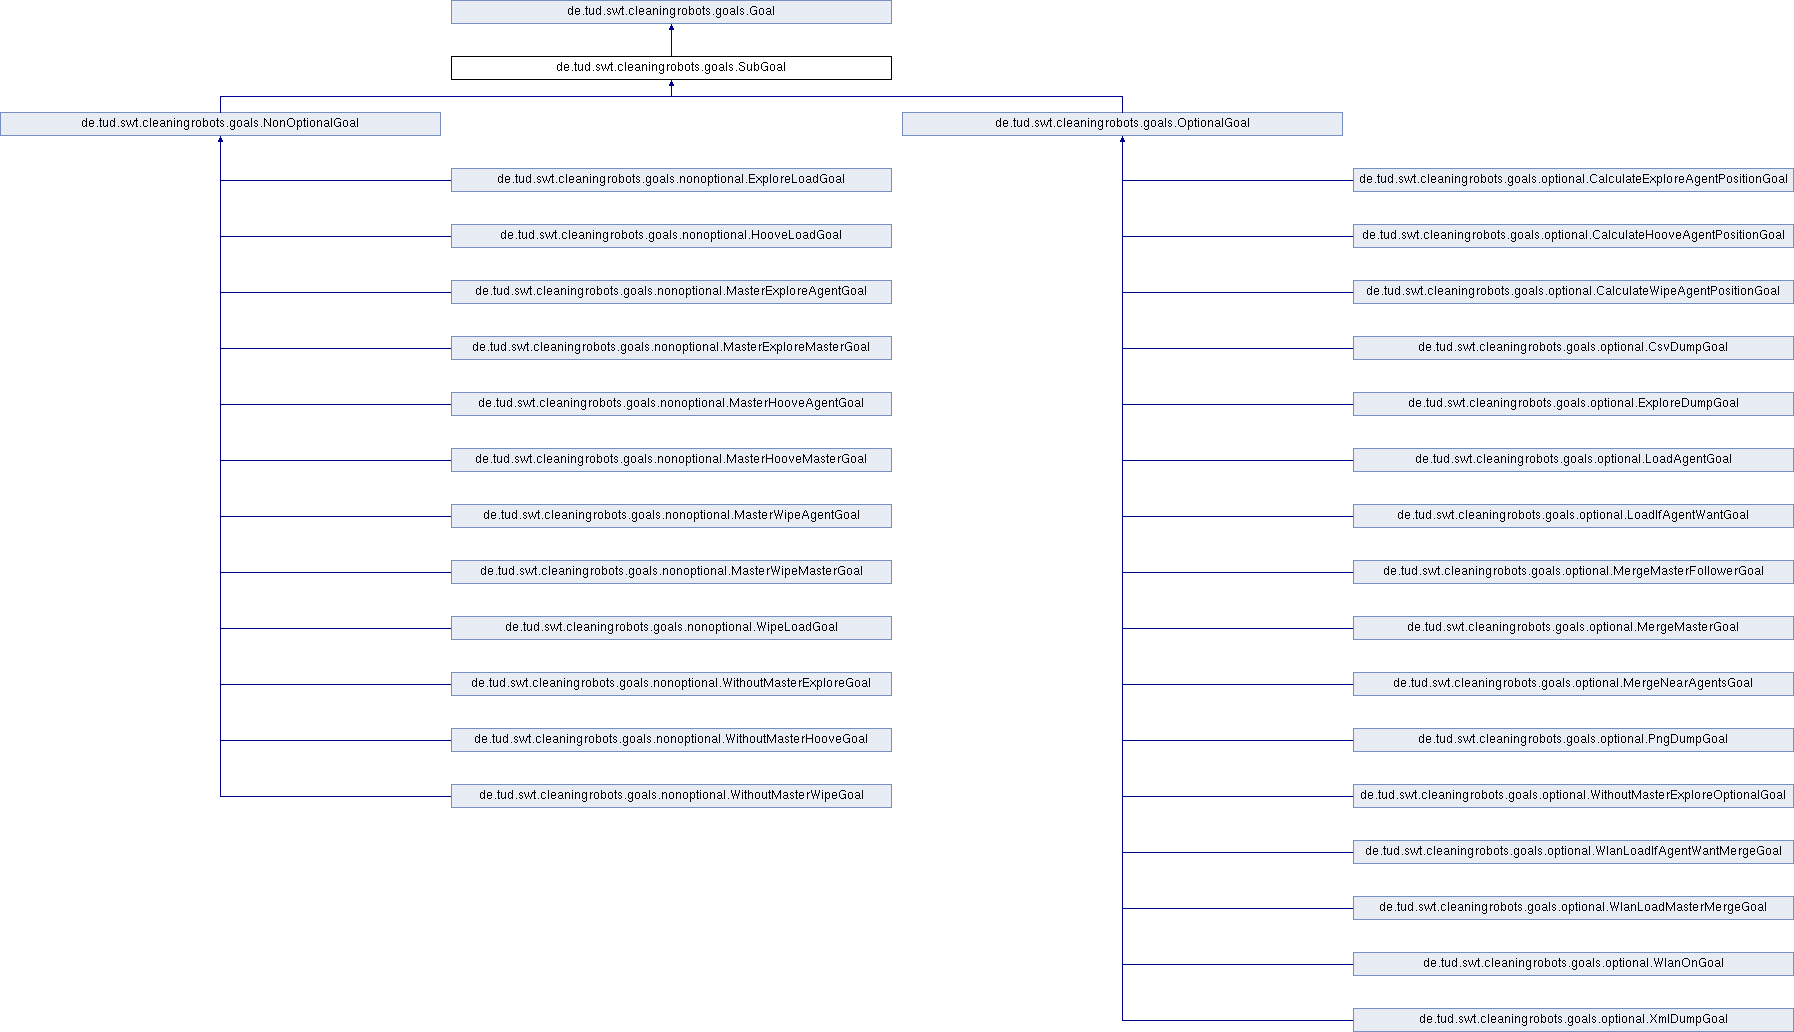 de.tud.swt.cleaningrobots.goals.Goal
de.tud.swt.cleaningrobots.goals.SubGoal
de.tud.swt.cleaningrobots.goals.NonOptionalGoal
de.tud.swt.cleaningrobots.goals.OptionalGoal
de.tud.swt.cleaningrobots.goals.nonoptional.ExploreLoadGoal
de.tud.swt.cleaningrobots.goals.optional.CalculateExploreAgentPositionGoal
de.tud.swt.cleaningrobots.goals.nonoptional.HooveLoadGoal
de.tud.swt.cleaningrobots.goals.optional.CalculateHooveAgentPositionGoal
de.tud.swt.cleaningrobots.goals.nonoptional.MasterExploreAgentGoal
de.tud.swt.cleaningrobots.goals.optional.CalculateWipeAgentPositionGoal
de.tud.swt.cleaningrobots.goals.nonoptional.MasterExploreMasterGoal
de.tud.swt.cleaningrobots.goals.optional.CsvDumpGoal
de.tud.swt.cleaningrobots.goals.nonoptional.MasterHooveAgentGoal
de.tud.swt.cleaningrobots.goals.optional.ExploreDumpGoal
de.tud.swt.cleaningrobots.goals.nonoptional.MasterHooveMasterGoal
de.tud.swt.cleaningrobots.goals.optional.LoadAgentGoal
de.tud.swt.cleaningrobots.goals.nonoptional.MasterWipeAgentGoal
de.tud.swt.cleaningrobots.goals.optional.LoadIfAgentWantGoal
de.tud.swt.cleaningrobots.goals.nonoptional.MasterWipeMasterGoal
de.tud.swt.cleaningrobots.goals.optional.MergeMasterFollowerGoal
de.tud.swt.cleaningrobots.goals.nonoptional.WipeLoadGoal
de.tud.swt.cleaningrobots.goals.optional.MergeMasterGoal
de.tud.swt.cleaningrobots.goals.nonoptional.WithoutMasterExploreGoal
de.tud.swt.cleaningrobots.goals.optional.MergeNearAgentsGoal
de.tud.swt.cleaningrobots.goals.nonoptional.WithoutMasterHooveGoal
de.tud.swt.cleaningrobots.goals.optional.PngDumpGoal
de.tud.swt.cleaningrobots.goals.nonoptional.WithoutMasterWipeGoal
de.tud.swt.cleaningrobots.goals.optional.WithoutMasterExploreOptionalGoal
de.tud.swt.cleaningrobots.goals.optional.WlanLoadIfAgentWantMergeGoal
de.tud.swt.cleaningrobots.goals.optional.WlanLoadMasterMergeGoal
de.tud.swt.cleaningrobots.goals.optional.WlanOnGoal
de.tud.swt.cleaningrobots.goals.optional.XmlDumpGoal